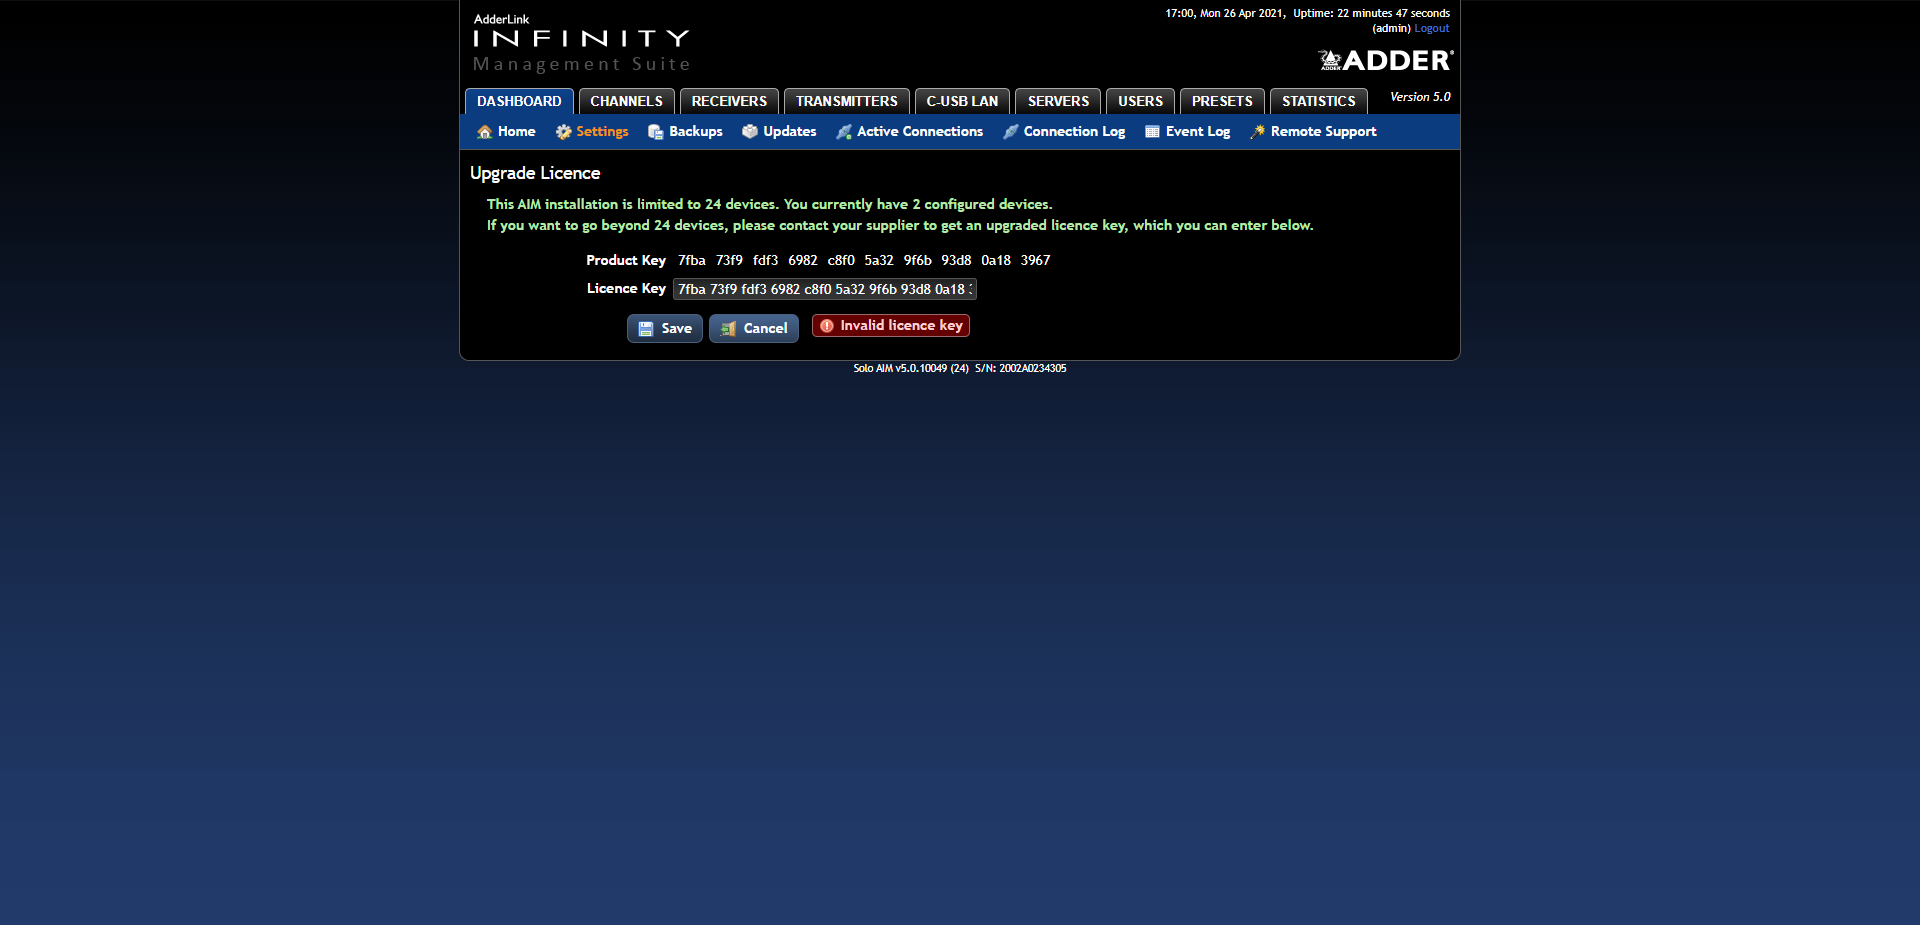 AdderLink
INFINITY
Management Suite
17:00, Mon 26 Apr 2021, Uptime: 22 minutes 47 seconds
(admin) Logout
ADDER
ADDER®
DASHBOARD CHANNELS RECEIVERS TRANSMITTERS C-USB LAN SERVERS USERS PRESETS STATISTICS Version 5.0
Home Settings Backups Updates Active Connections Connection Log Event Log Remote Support
Upgrade Licence
This AIM installation is limited to 24 devices. You currently have 2 configured devices.
If you want to go beyond 24 devices, please contact your supplier to get an upgraded licence key, which you can enter below.
Product Key 7fba 73f9 fdf3 6982 c8f0 5a32 9f6b 93d8 0a18 3967
Licence Key 7fba 73f9 fdf3 6982 c8f0 5a32 9f6b 93d8 0a18
Save Cancel Invalid licence key
Solo AIM v5.0.10049 (24) S/N: 2002A0234305